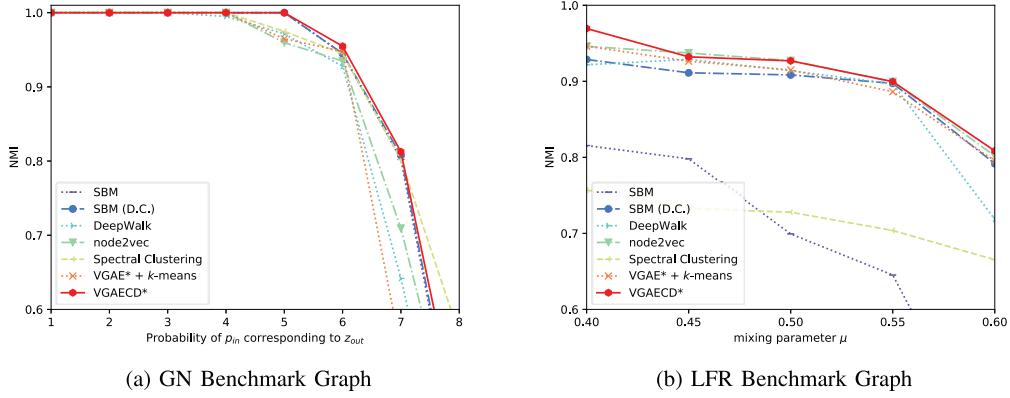 1.0
0.9
0.8
0.7
0.6
NMI
SBM
SBM (D.C.)
DeepWalk
node2vec
Spectral Clustering
VGAE* + k-means
VGAECD*
1 2 3 4 5 6 7 8
Probability of p_in corresponding to z_out
(a) GN Benchmark Graph
1.0
0.9
0.8
0.7
0.6
NMI
SBM
SBM (D.C.)
DeepWalk
node2vec
Spectral Clustering
VGAE* + k-means
VGAECD*
0.40 0.45 0.50 0.55 0.60
mixing parameter μ
(b) LFR Benchmark Graph